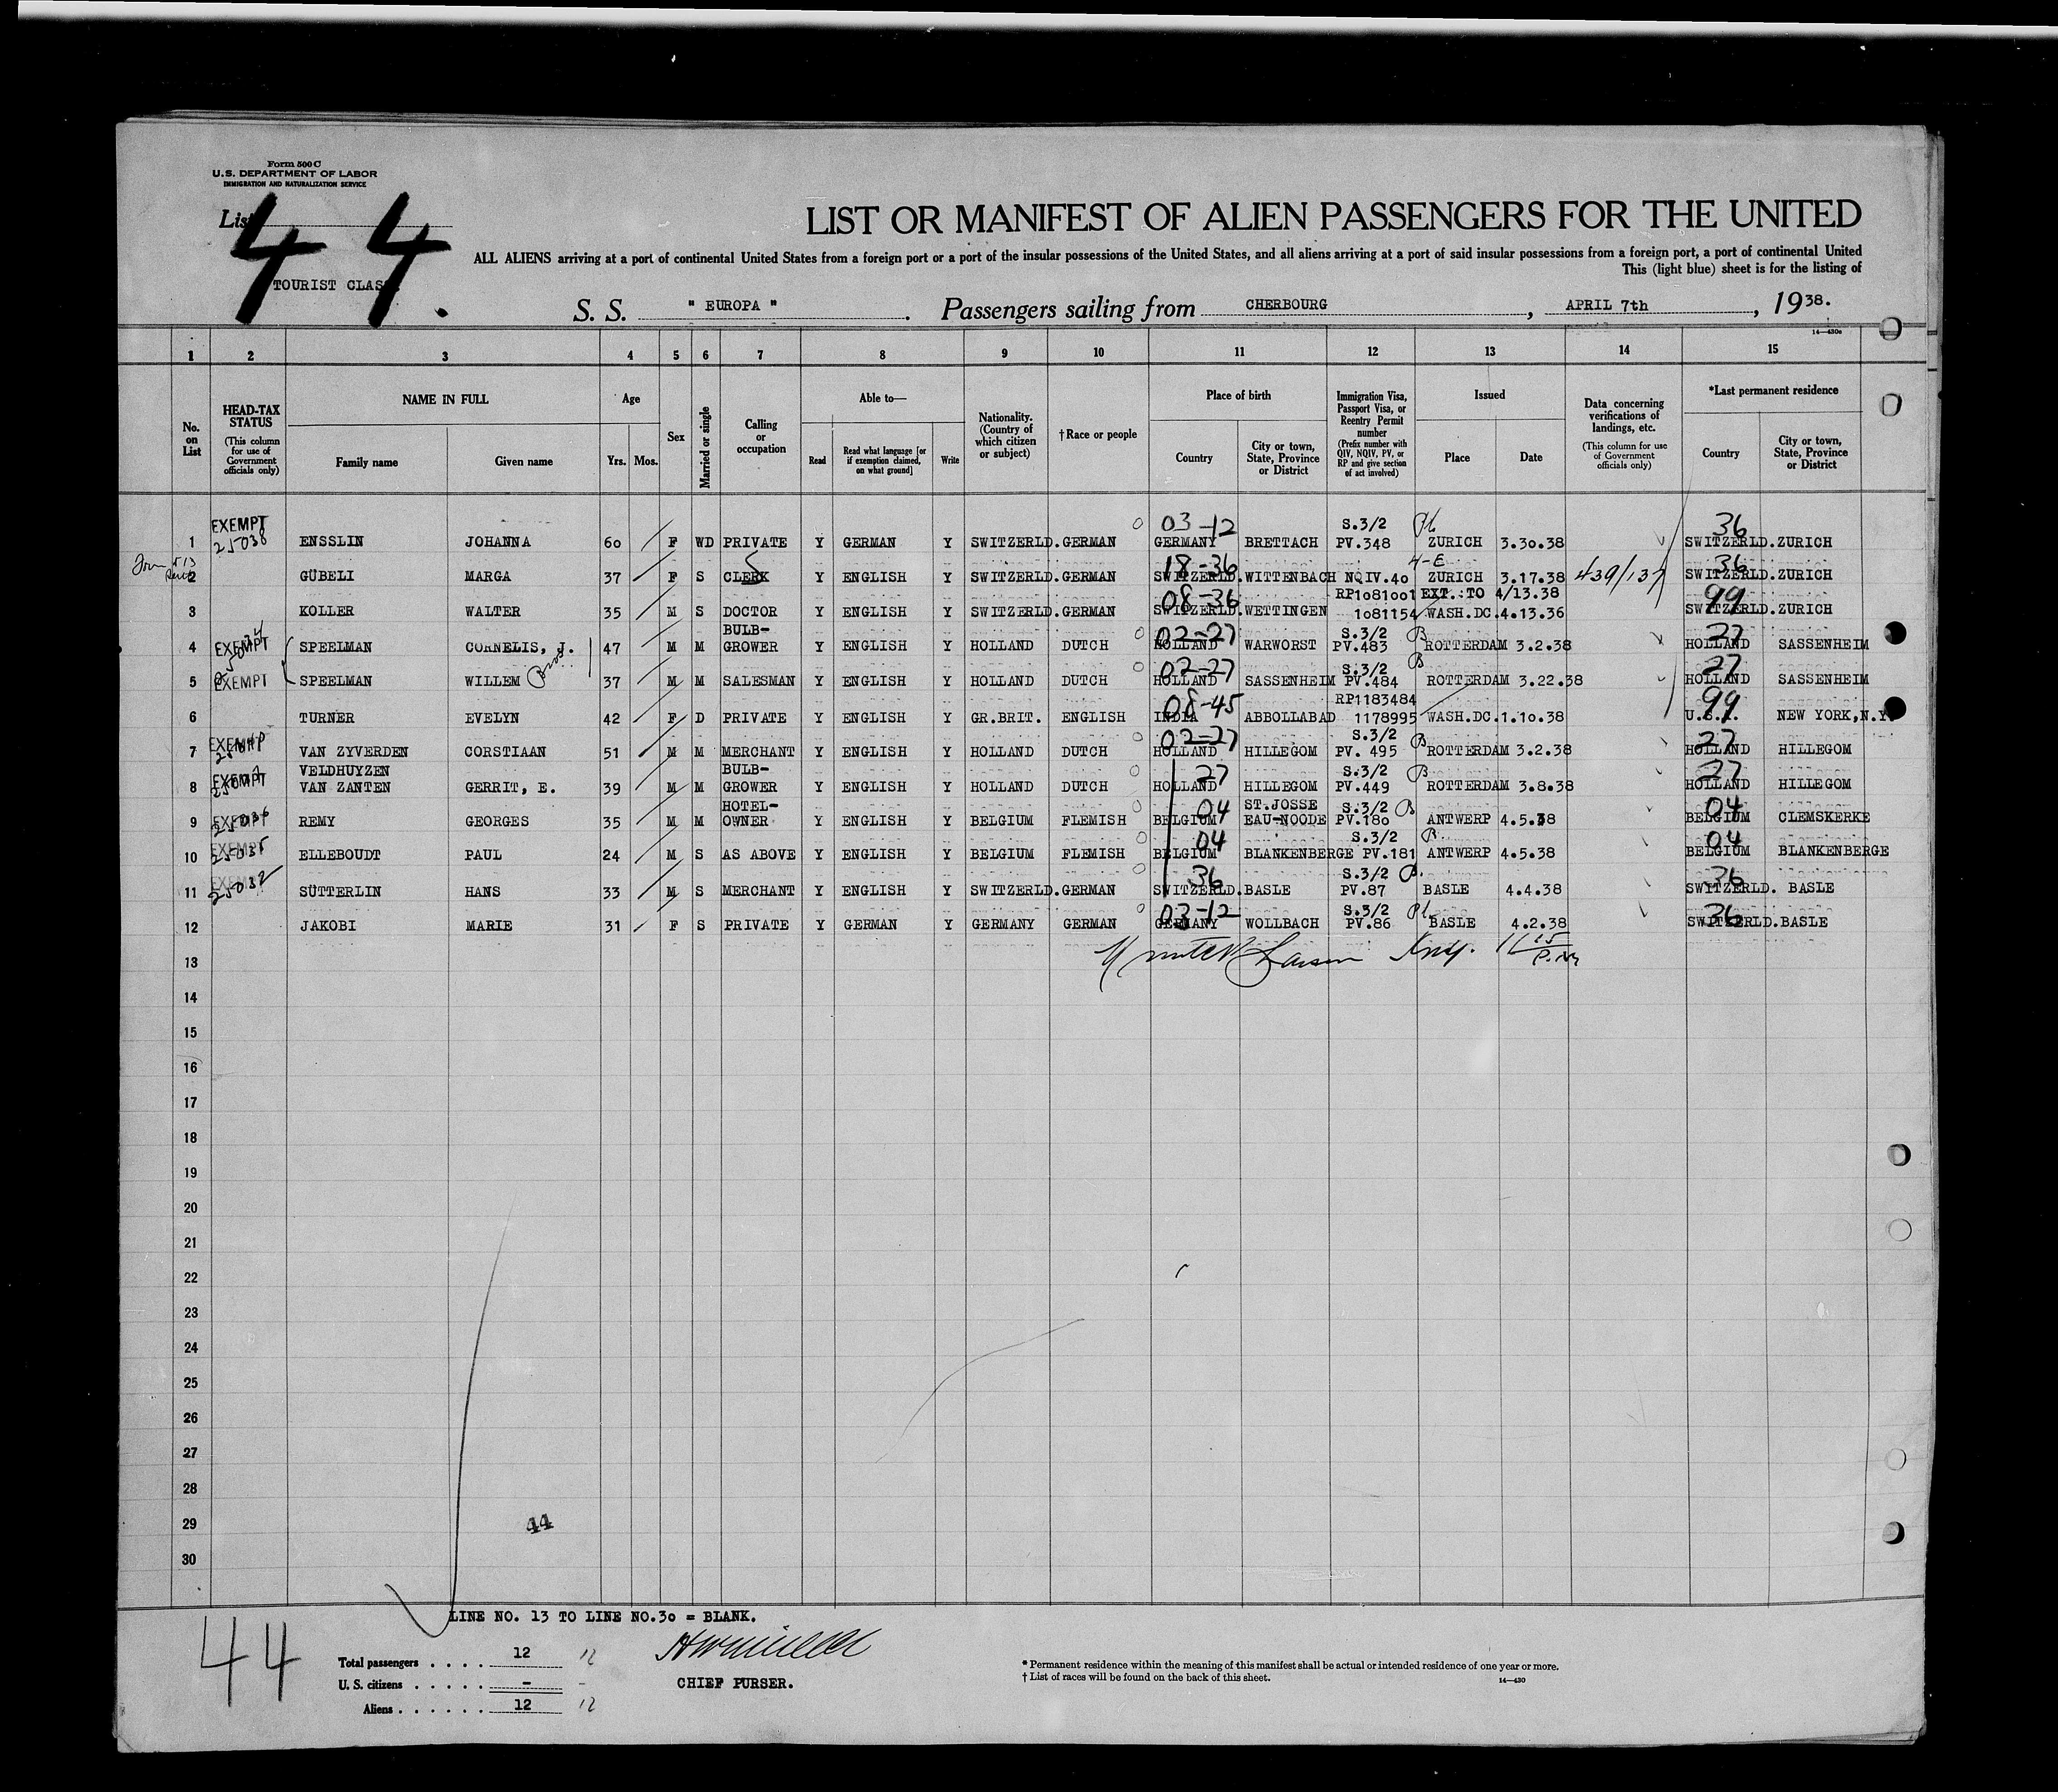 Form 500 C
U.S. DEPARTMENT OF LABOR
IMMIGRATION AND NATURALIZATION SERVICE
List 44.
TOURIST CLASS
LIST OR MANIFEST OF ALIEN PASSENGERS FOR THE UNITED
ALL ALIENS arriving at a port of continental United States from a foreign port or a port of the insular possessions of the United States, and all aliens arriving at a port of said insular possessions from a foreign port, a port of continental United
This (light blue) sheet is for the listing of
S. S. " EUROPA ". Passengers sailing from CHERBOURG, APRIL 7th, 1938.
14—430a
1 2 3 4 5 6 7 8 9 10 11 12 13 14 15
No. on List
HEAD-TAX STATUS (This column for use of Government officials only)
NAME IN FULL Family name Given name
Age Yrs. Mos.
Sex
Married or single
Calling or occupation
Able to— Read Read what language [or if exemption claimed, on what ground] Write
Nationality. (Country of which citizen or subject)
†Race or people
Place of birth Country City or town, State, Province or District
Immigration Visa, Passport Visa, or Reentry Permit number (Prefix number with QIV, NQIV, PV, or RP and give section of act involved)
Issued Place Date
Data concerning verifications of landings, etc. (This column for use of Government officials only)
*Last permanent residence Country City or town, State, Province or District
EXEMPT 03-12 S.3/2 36
1 25038 ENSSLIN JOHANNA 60 F WD PRIVATE Y GERMAN Y SWITZERLD. GERMAN GERMANY BRETTACH PV.348 ZURICH 3.30.38 SWITZERLD. ZURICH
18-36 4-E 36
2 GÜBELI MARGA 37 F S CLERK Y ENGLISH Y SWITZERLD. GERMAN SWITZERLD. WITTENBACH NQIV.40 ZURICH 3.17.38 439/137 SWITZERLD. ZURICH
08-36 RP1081001 EXT.:TO 4/13.38 99
3 KOLLER WALTER 35 M S DOCTOR Y ENGLISH Y SWITZERLD. GERMAN SWITZERLD. WETTINGEN 1081154 WASH.DC. 4.13.36 SWITZERLD. ZURICH
BULB- 02-27 S.3/2 27
4 EXEMPT SPEELMAN CORNELIS, J. 47 M M GROWER Y ENGLISH Y HOLLAND DUTCH HOLLAND WARWORST PV.483 ROTTERDAM 3.2.38 HOLLAND SASSENHEIM
02-27 S.3/2 27
5 EXEMPT SPEELMAN WILLEM 37 M M SALESMAN Y ENGLISH Y HOLLAND DUTCH HOLLAND SASSENHEIM PV.484 ROTTERDAM 3.22.38 HOLLAND SASSENHEIM
08-45 RP1183484 99
6 TURNER EVELYN 42 F D PRIVATE Y ENGLISH Y GR.BRIT. ENGLISH INDIA ABBOLLABAD 1178995 WASH.DC. 1.10.38 U.S.A. NEW YORK,N.Y.
02-27 S.3/2 27
7 EXEMPT VAN ZYVERDEN CORSTIAAN 51 M M MERCHANT Y ENGLISH Y HOLLAND DUTCH HOLLAND HILLEGOM PV. 495 ROTTERDAM 3.2.38 HOLLAND HILLEGOM
VELDHUYZEN BULB- 27 S.3/2 27
8 EXEMPT VAN ZANTEN GERRIT, E. 39 M M GROWER Y ENGLISH Y HOLLAND DUTCH HOLLAND HILLEGOM PV.449 ROTTERDAM 3.8.38 HOLLAND HILLEGOM
HOTEL- 04 ST.JOSSE S.3/2 04
9 EXEMPT 25036 REMY GEORGES 35 M M OWNER Y ENGLISH Y BELGIUM FLEMISH BELGIUM EAU-NOODE PV.180 ANTWERP 4.5.38 BELGIUM CLEMSKERKE
04 S.3/2 04
10 EXEMPT 25035 ELLEBOUDT PAUL 24 M S AS ABOVE Y ENGLISH Y BELGIUM FLEMISH BELGIUM BLANKENBERGE PV.181 ANTWERP 4.5.38 BELGIUM BLANKENBERGE
36 S.3/2 36
11 EXEMPT 25032 SÜTTERLIN HANS 33 M S MERCHANT Y ENGLISH Y SWITZERLD. GERMAN SWITZERLD. BASLE PV.87 BASLE 4.4.38 SWITZERLD. BASLE
03-12 S.3/2 36
12 JAKOBI MARIE 31 F S PRIVATE Y GERMAN Y GERMANY GERMAN GERMANY WOLLBACH PV.86 BASLE 4.2.38 SWITZERLD. BASLE
13
14
15
16
17
18
19
20
21
22
23
24
25
26
27
28
29 44
30
LINE NO. 13 TO LINE NO.30 = BLANK.
44
Total passengers . . . . 12 12
U. S. citizens . . . . . – –
Aliens . . . . . . 12 12
CHIEF PURSER.
* Permanent residence within the meaning of this manifest shall be actual or intended residence of one year or more.
† List of races will be found on the back of this sheet.
14—430